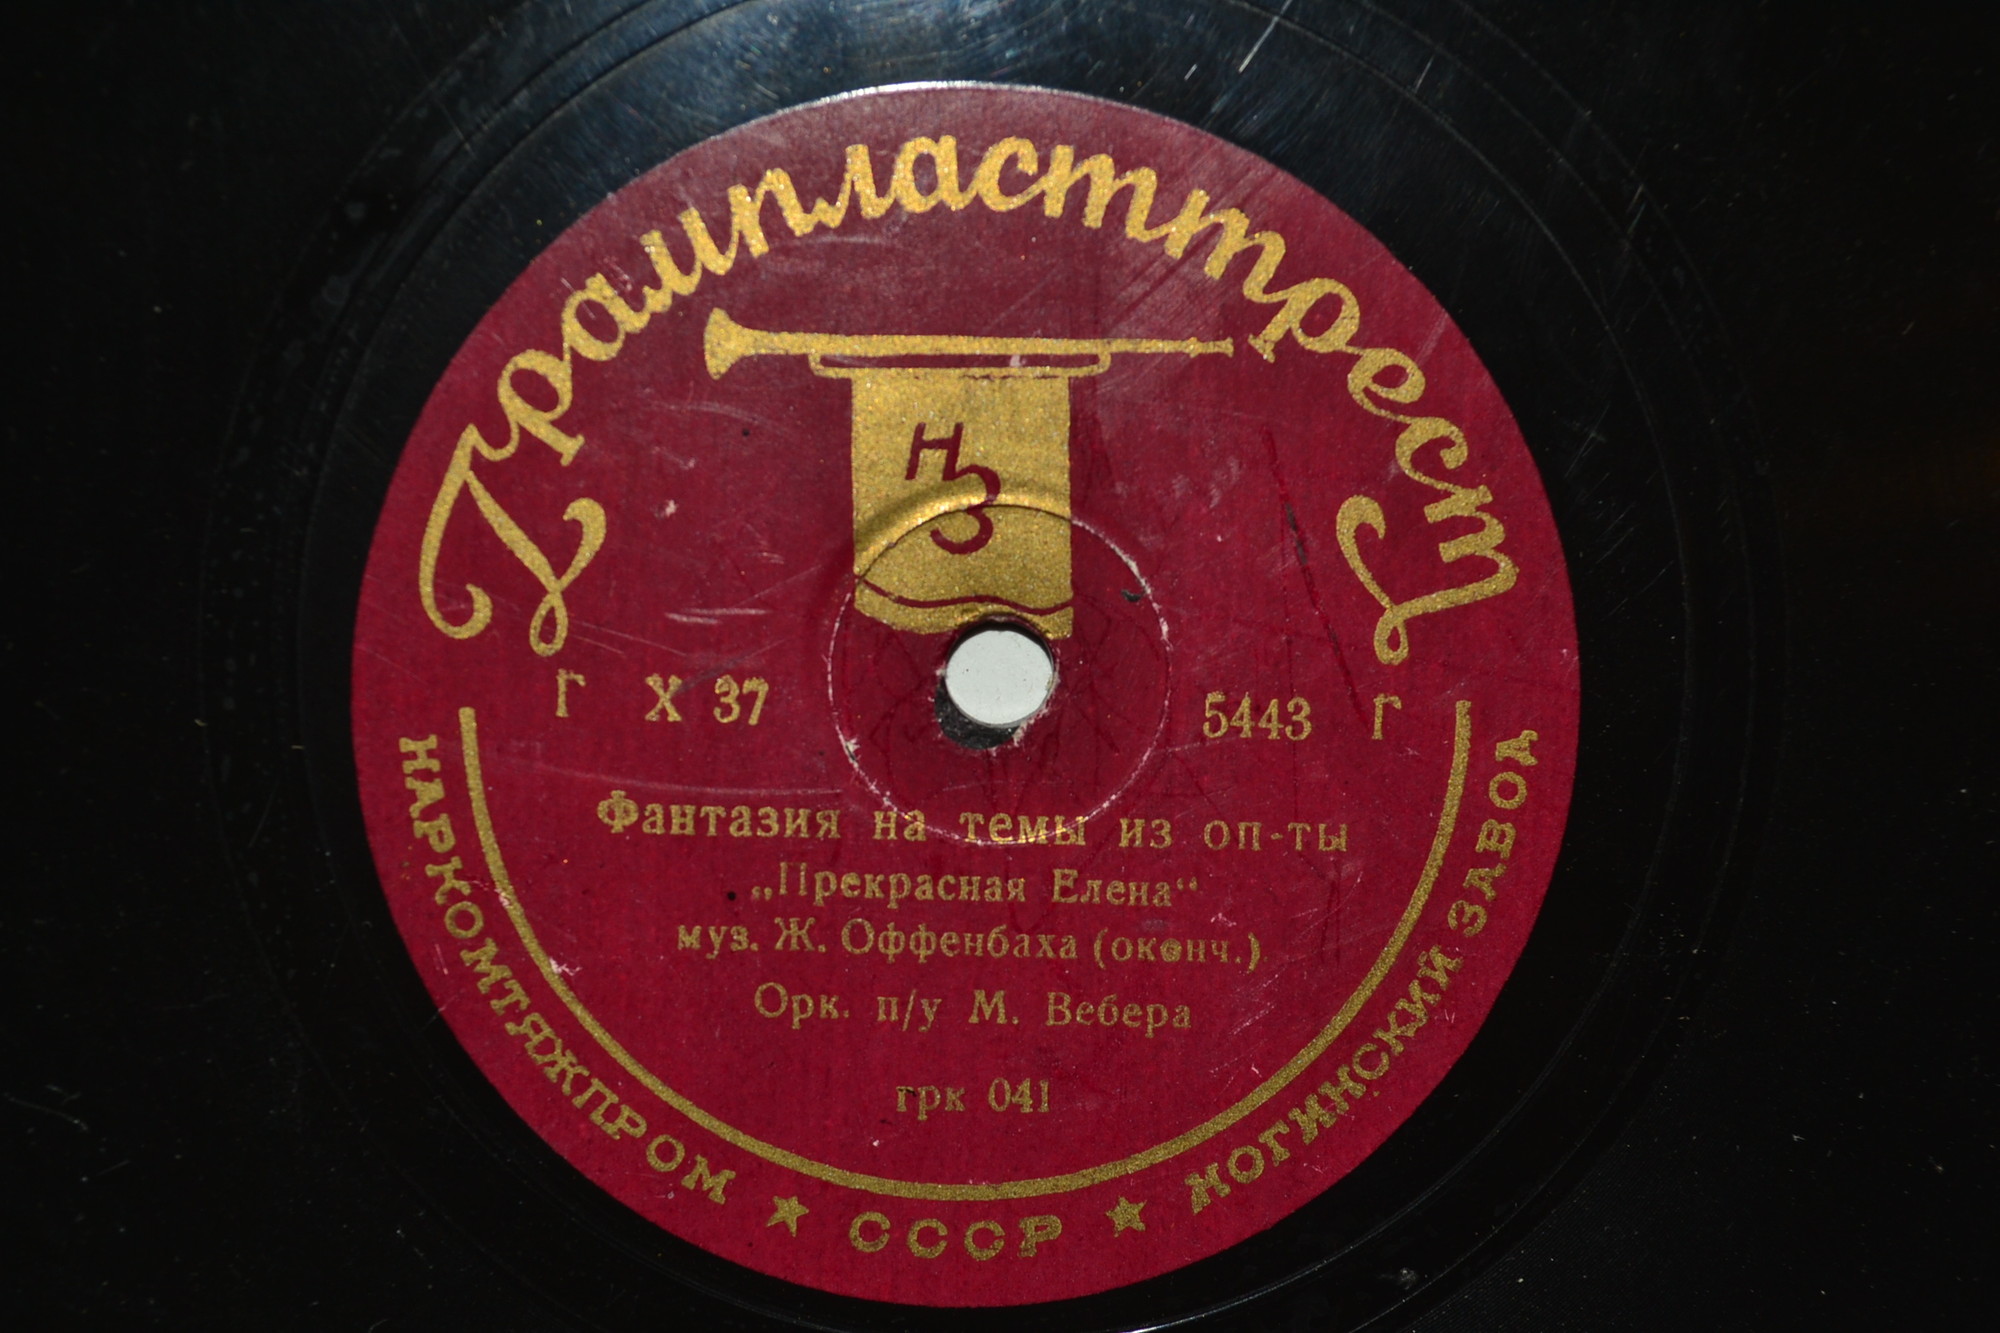 Грампласттрест
НЗ
г Х 37 5443 г
Фантазия на темы из оп-ты
„Прекрасная Елена“
муз. Ж. Оффенбаха (оконч.)
Орк. п/у М. Вебера
грк 041
НАРКОМТЯЖПРОМ ★ СССР ★ НОГИНСКИЙ ЗАВОД